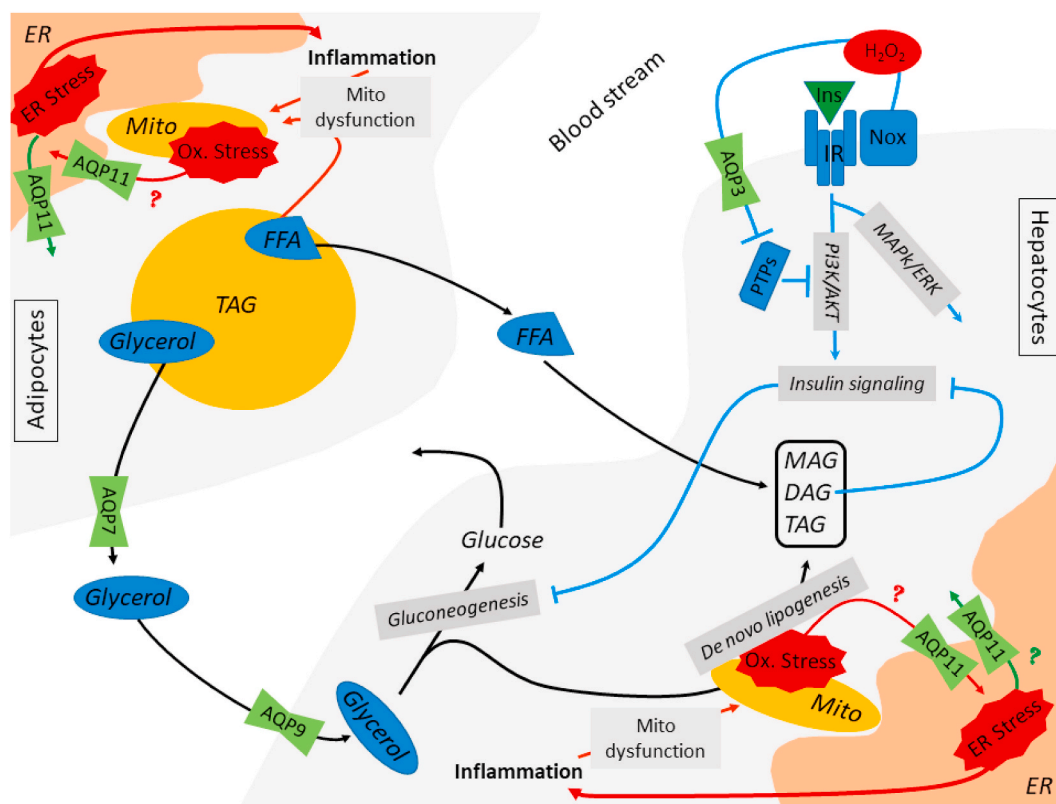 ER
Inflammation
ER Stress
Mito
dysfunction
Mito
Ox. Stress
AQP11
?
AQP11
FFA
TAG
Glycerol
Adipocytes
AQP7
Glycerol
AQP9
Glycerol
Blood stream
FFA
H2O2
Ins
IR
Nox
AQP3
PTPs
PI3K/AKT
MAPk/ERK
Hepatocytes
Insulin signaling
MAG
DAG
TAG
Glucose
Gluconeogenesis
De novo lipogenesis
Ox. Stress
Mito
?
AQP11
AQP11
?
ER Stress
Mito
dysfunction
Inflammation
ER